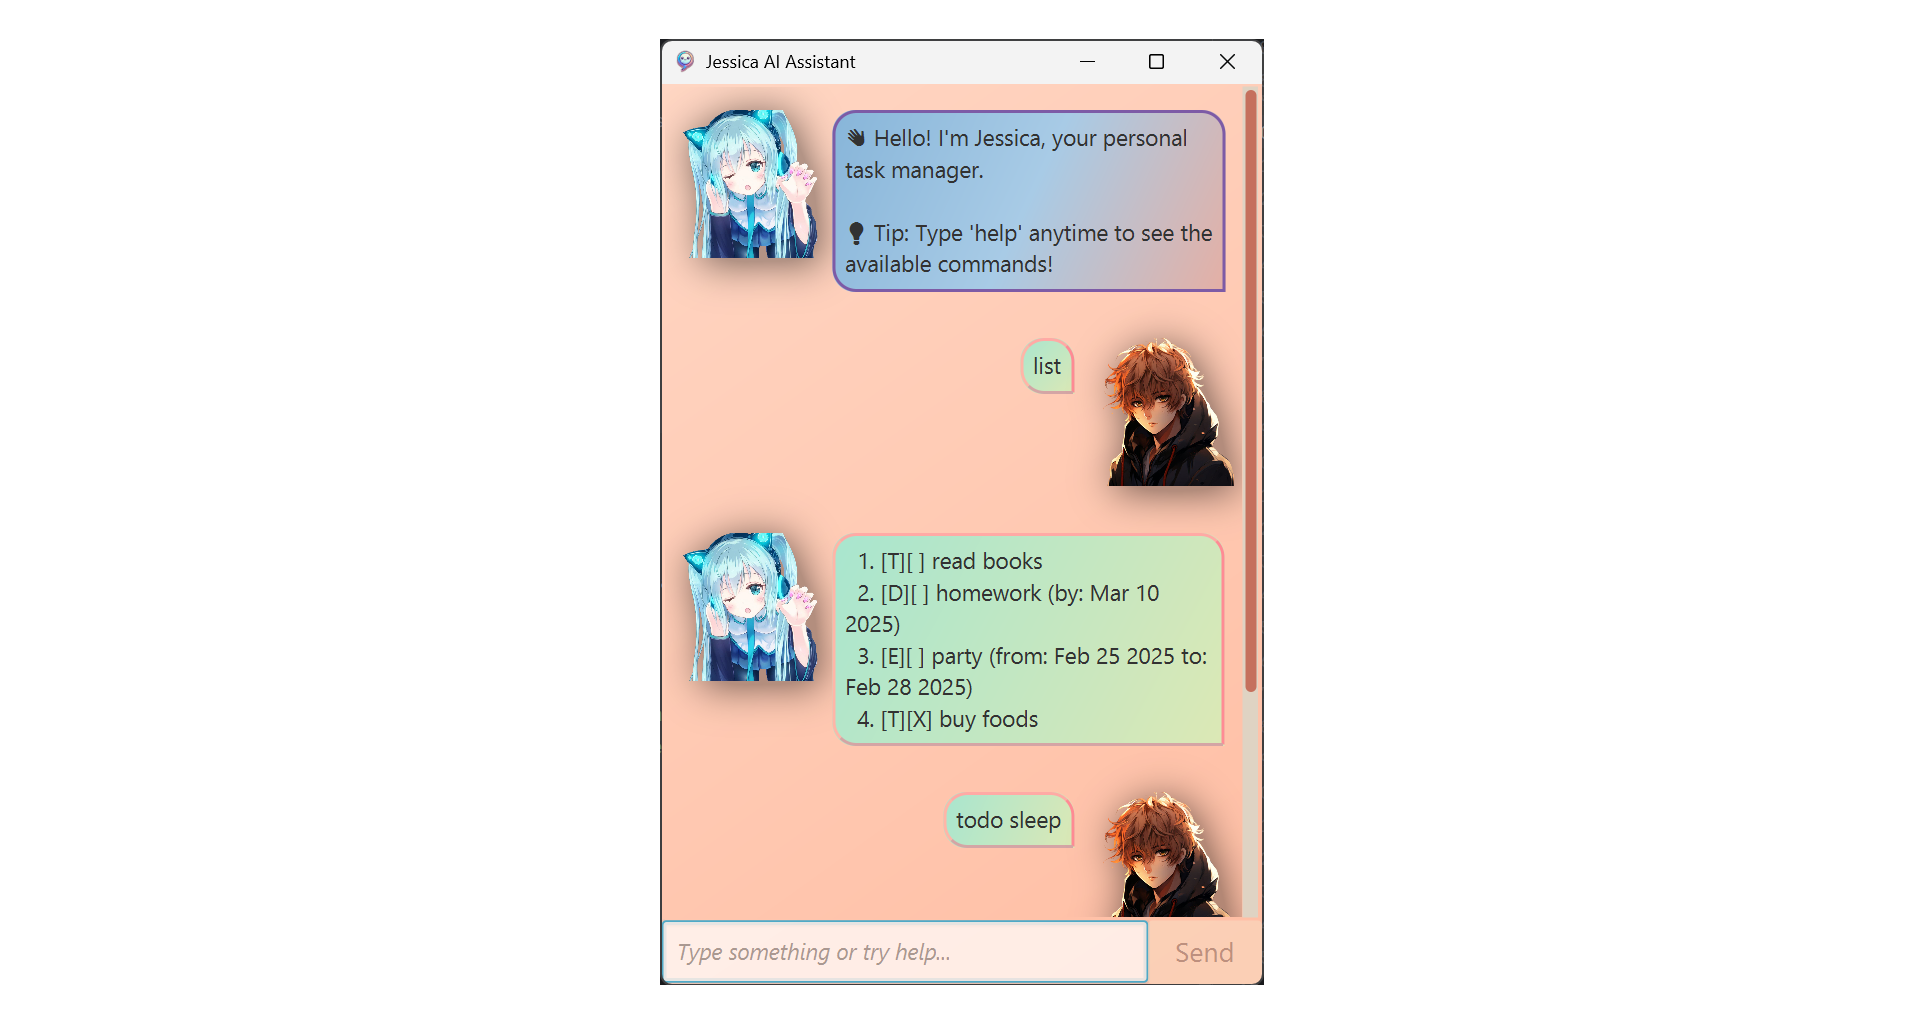 Jessica AI Assistant
👋 Hello! I'm Jessica, your personal
task manager.
💡 Tip: Type 'help' anytime to see the
available commands!
list
1. [T][ ] read books
2. [D][ ] homework (by: Mar 10
2025)
3. [E][ ] party (from: Feb 25 2025 to:
Feb 28 2025)
4. [T][X] buy foods
todo sleep
Type something or try help...
Send